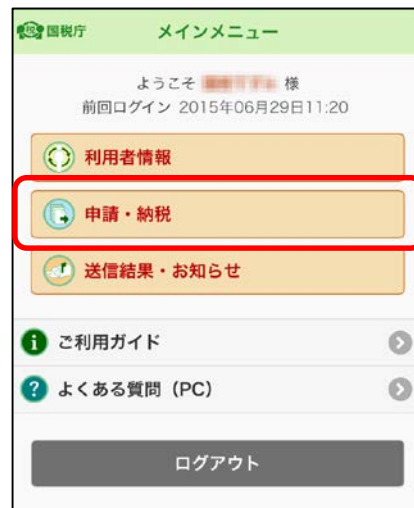 国税庁 メインメニュー
ようこそ 様
前回ログイン 2015年06月29日11:20
利用者情報
申請・納税
送信結果・お知らせ
ご利用ガイド
よくある質問（PC）
ログアウト